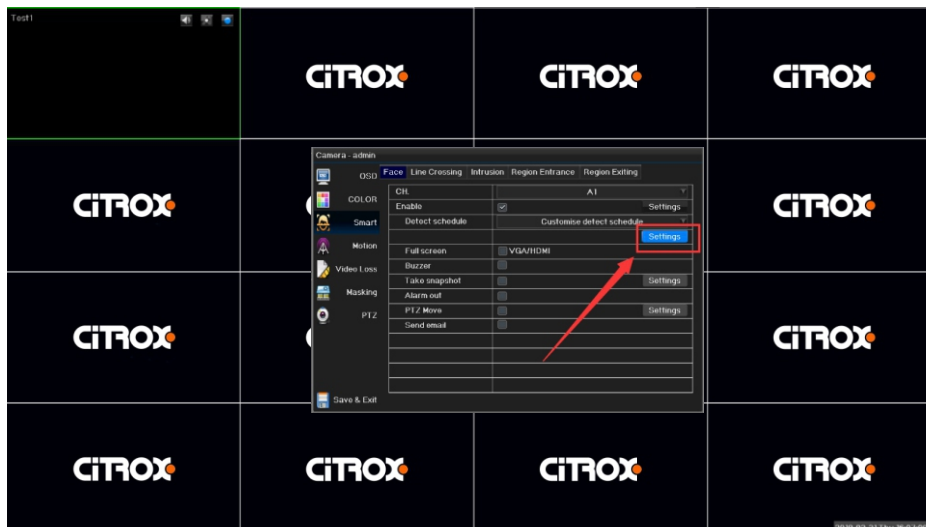 Test1
CiTROX CiTROX CiTROX
Camera - admin
OSD Face Line Crossing Intrusion Region Entrance Region Exiting
CH. A1
COLOR
Enable Settings
Smart Detect schedule Customise detect schedule
Settings
Motion Full screen VGA/HDMI
Video Loss Buzzer
Take snapshot Settings
Masking Alarm out
PTZ PTZ Move Settings
Send email
Save & Exit
CiTROX CiTROX
CiTROX CiTROX
CiTROX CiTROX CiTROX CiTROX